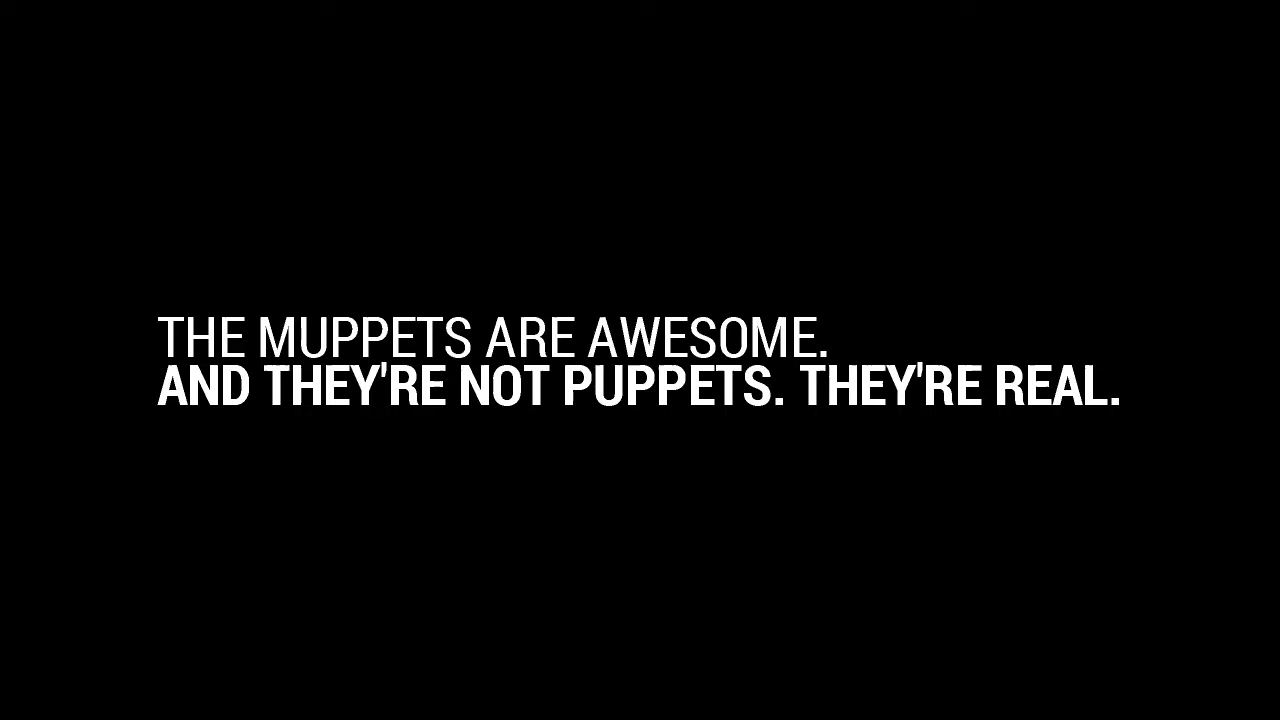 THE MUPPETS ARE AWESOME.
AND THEY'RE NOT PUPPETS. THEY'RE REAL.